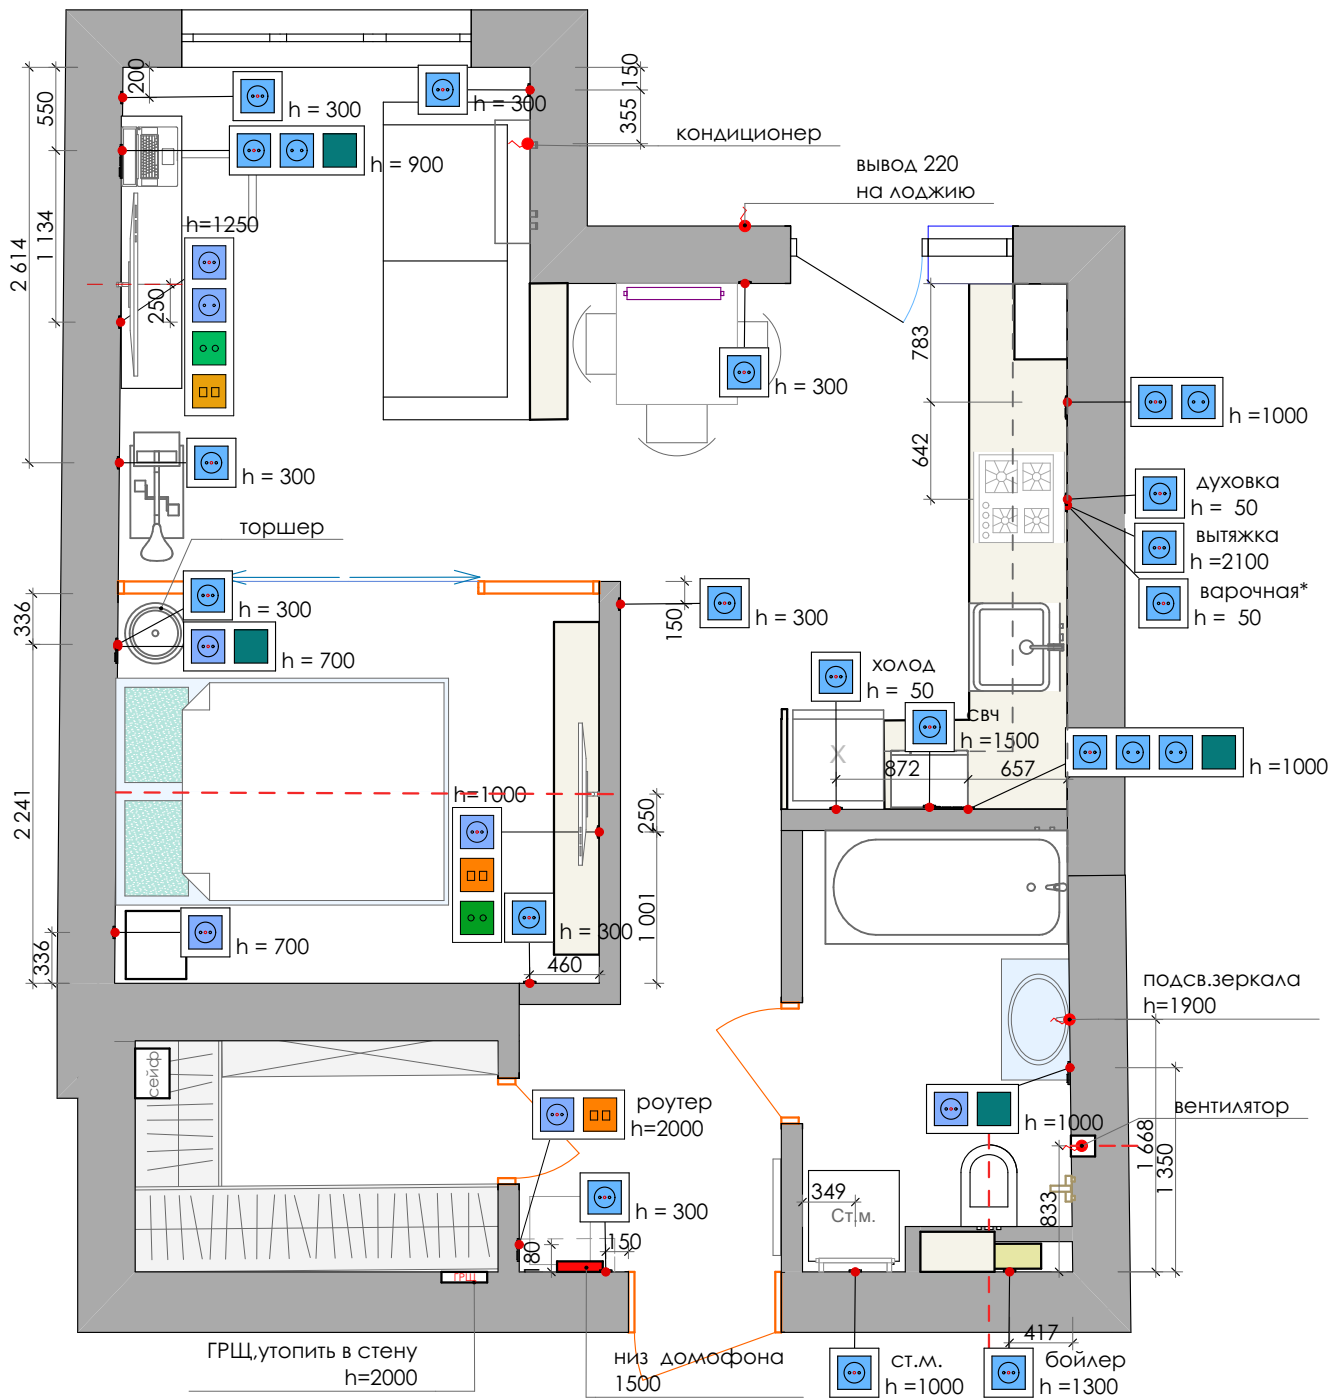 200
h = 300
h = 300
150
355
550
кондиционер
h = 900
вывод 220
на лоджию
1 134
2 614
h=1250
250
783
h = 300
h =1000
642
h = 300
духовка
h = 50
вытяжка
h =2100
варочная*
h = 50
торшер
336
h = 300
150
h = 300
h = 700
холод
h = 50
свч
h =1500
X
872
657
h =1000
2 241
h=1000
250
1 001
h = 700
h = 300
336
460
подсв.зеркала
h=1900
сейф
роутер
h=2000
h =1000
вентилятор
1 668
1 350
833
h = 300
349
Ст.м.
150
180
ГРЩ
417
ГРЩ,утопить в стену
h=2000
низ домофона
1500
ст.м.
h =1000
бойлер
h =1300